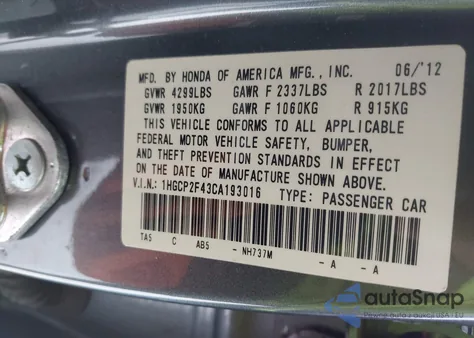 MFD. BY HONDA OF AMERICA MFG., INC. 06/'12
GVWR 4299LBS GAWR F 2337LBS R 2017LBS
GVWR 1950KG GAWR F 1060KG R 915KG
THIS VEHICLE CONFORMS TO ALL APPLICABLE
FEDERAL MOTOR VEHICLE SAFETY, BUMPER,
AND THEFT PREVENTION STANDARDS IN EFFECT
ON THE DATE OF MANUFACTURE SHOWN ABOVE.
V.I.N.: 1HGCP2F43CA193016 TYPE: PASSENGER CAR
TA5 C AB5 - NH737M -A -A
autoSnap